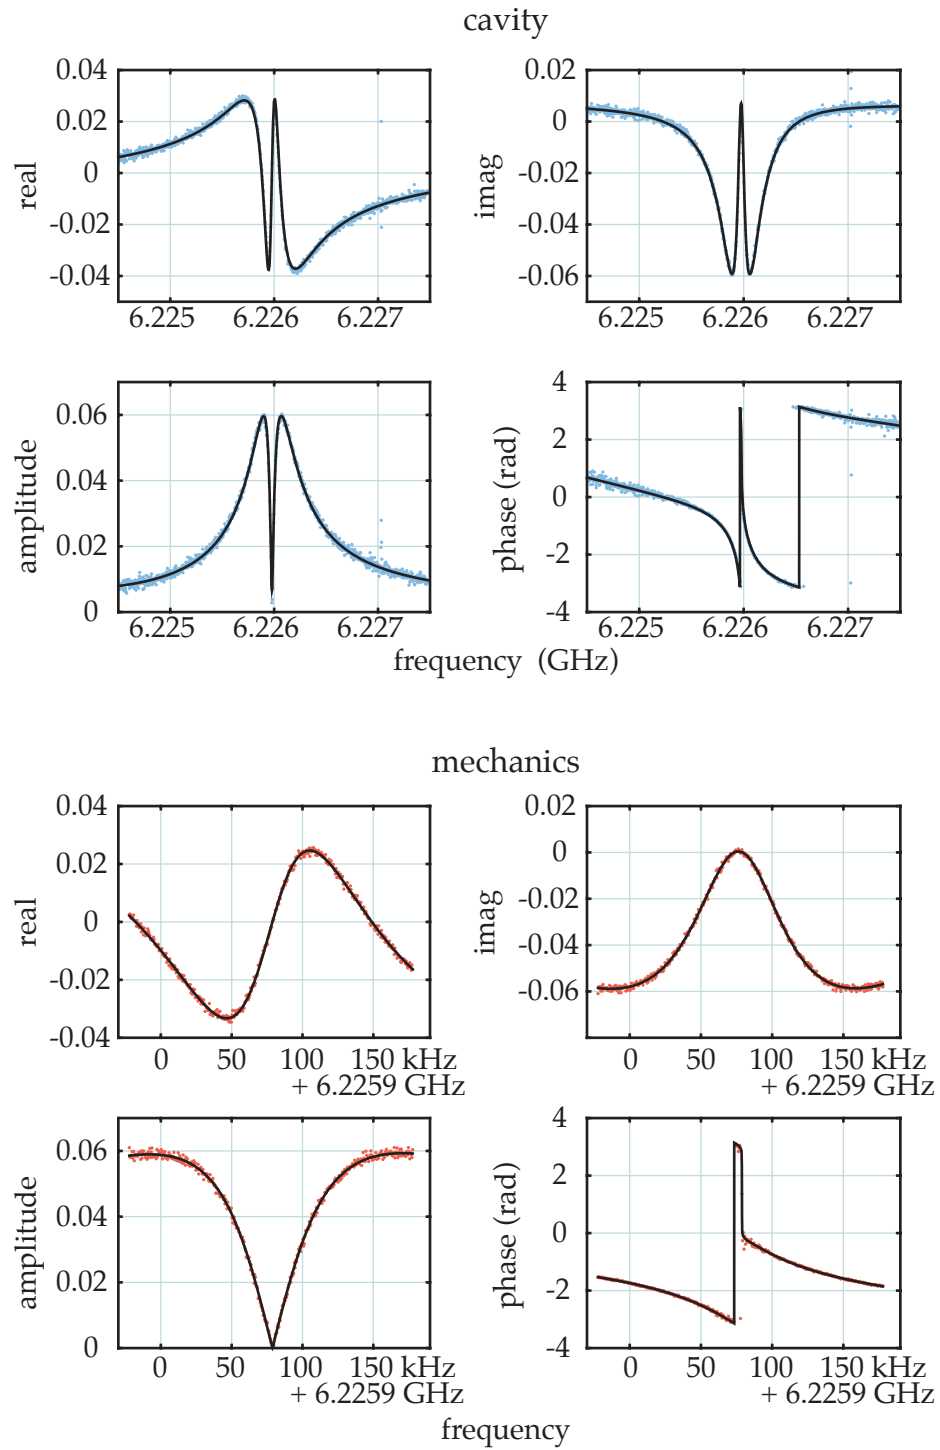 cavity
0.04
0.02
0
-0.02
-0.04
real
6.225 6.226 6.227
0.02
0
-0.02
-0.04
-0.06
imag
6.225 6.226 6.227
0.06
0.04
0.02
0
amplitude
6.225 6.226 6.227
4
2
0
-2
-4
phase (rad)
6.225 6.226 6.227
frequency (GHz)
mechanics
0.04
0.02
0
-0.02
-0.04
real
0 50 100 150 kHz
+ 6.2259 GHz
0.02
0
-0.02
-0.04
-0.06
imag
0 50 100 150 kHz
+ 6.2259 GHz
0.06
0.04
0.02
0
amplitude
0 50 100 150 kHz
+ 6.2259 GHz
4
2
0
-2
-4
phase (rad)
0 50 100 150 kHz
+ 6.2259 GHz
frequency